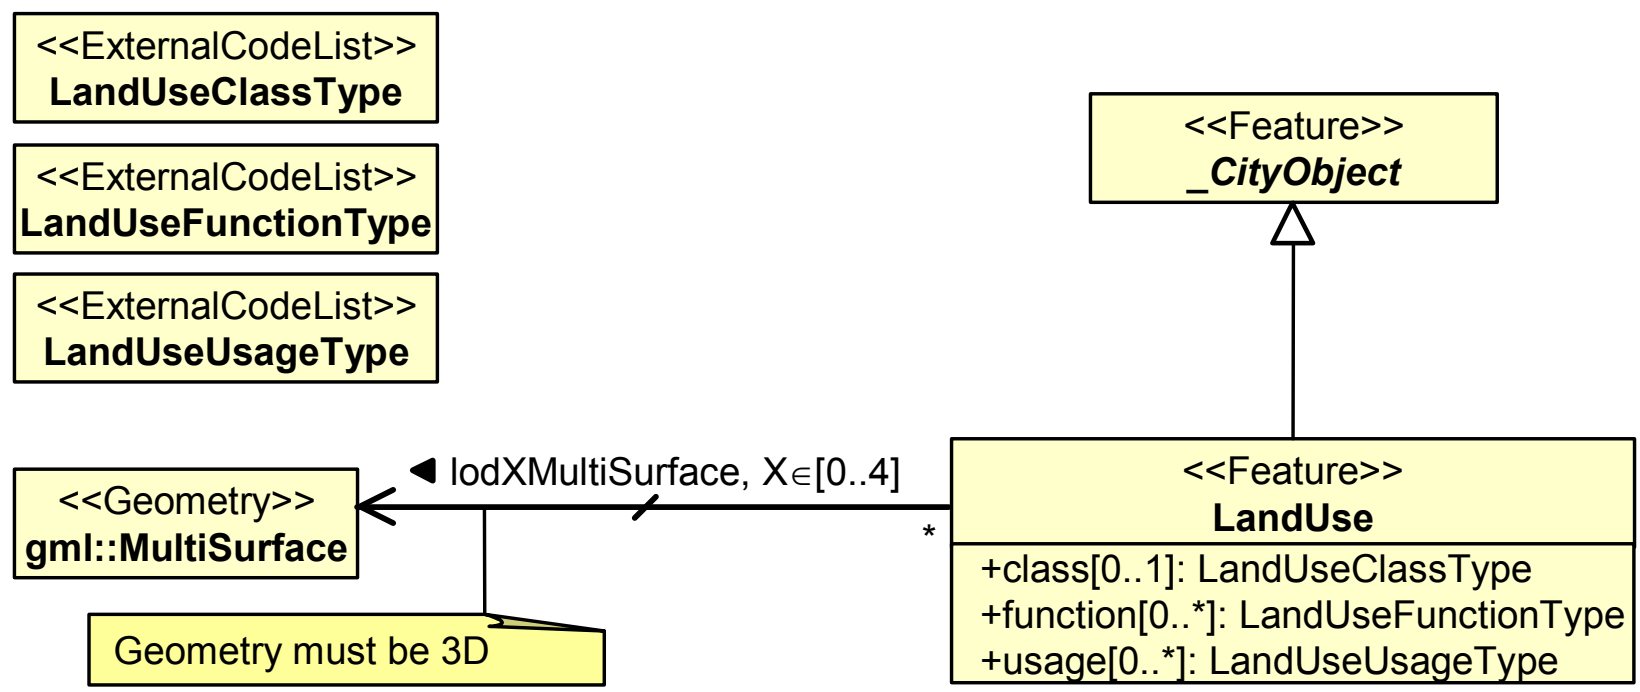 <<ExternalCodeList>>
LandUseClassType
<<ExternalCodeList>>
LandUseFunctionType
<<ExternalCodeList>>
LandUseUsageType
<<Feature>>
_CityObject
◄ lodXMultiSurface, X∈[0..4]
*
<<Geometry>>
gml::MultiSurface
Geometry must be 3D
<<Feature>>
LandUse
+class[0..1]: LandUseClassType
+function[0..*]: LandUseFunctionType
+usage[0..*]: LandUseUsageType